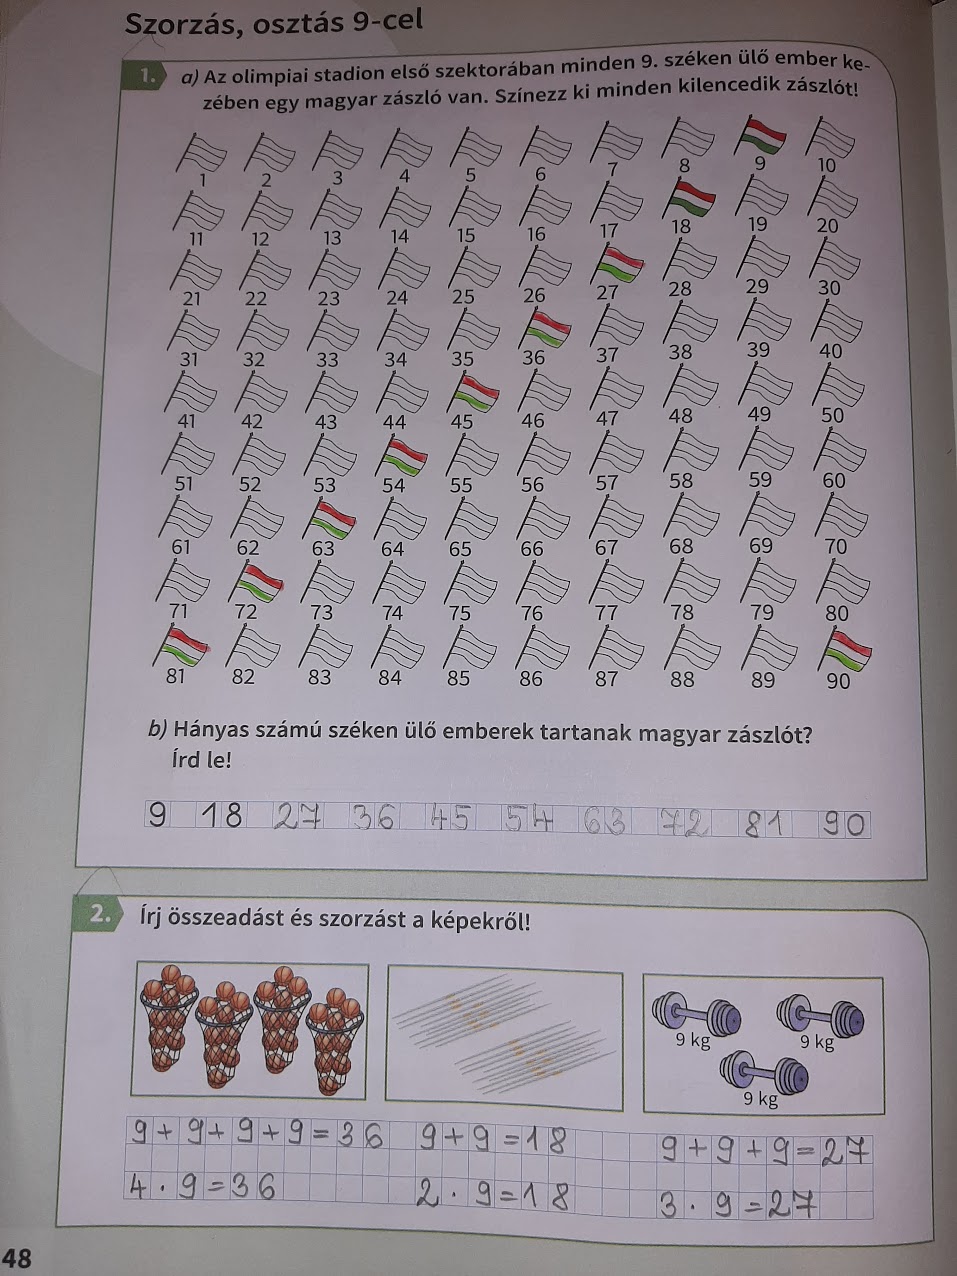 Szorzás, osztás 9-cel
1. a) Az olimpiai stadion első szektorában minden 9. széken ülő ember ke-
zében egy magyar zászló van. Színezz ki minden kilencedik zászlót!
1 2 3 4 5 6 7 8 9 10
11 12 13 14 15 16 17 18 19 20
21 22 23 24 25 26 27 28 29 30
31 32 33 34 35 36 37 38 39 40
41 42 43 44 45 46 47 48 49 50
51 52 53 54 55 56 57 58 59 60
61 62 63 64 65 66 67 68 69 70
71 72 73 74 75 76 77 78 79 80
81 82 83 84 85 86 87 88 89 90
b) Hányas számú széken ülő emberek tartanak magyar zászlót?
Írd le!
9 18 27 36 45 54 63 72 81 90
2. Írj összeadást és szorzást a képekről!
9 kg 9 kg
9 kg
9+9+9+9=36 9+9=18 9+9+9=27
4·9=36 2·9=18 3·9=27
48